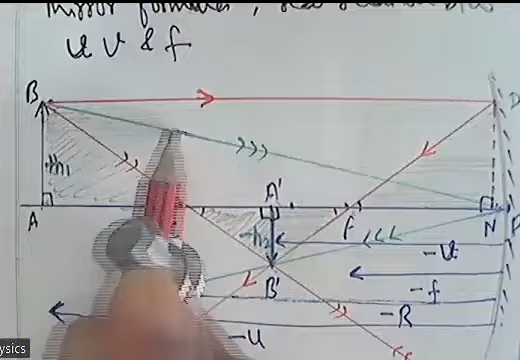 mirror formula,
u v & f
B
D
+h1
A'
A
-h2
F
N
P
-v
B'
-f
-R
-u
ysics